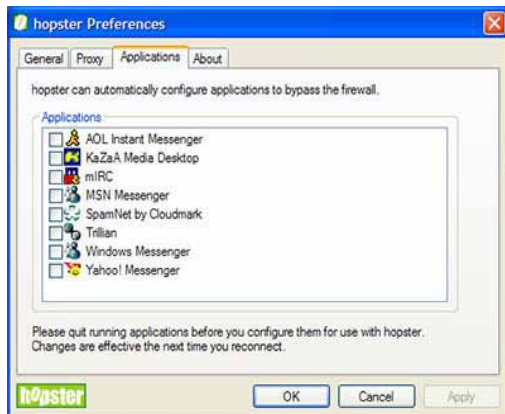 hopster Preferences
General Proxy Applications About
hopster can automatically configure applications to bypass the firewall.
Applications
AOL Instant Messenger
KaZaA Media Desktop
mIRC
MSN Messenger
SpamNet by Cloudmark
Trillian
Windows Messenger
Yahoo! Messenger
Please quit running applications before you configure them for use with hopster.
Changes are effective the next time you reconnect.
hopster OK Cancel Apply